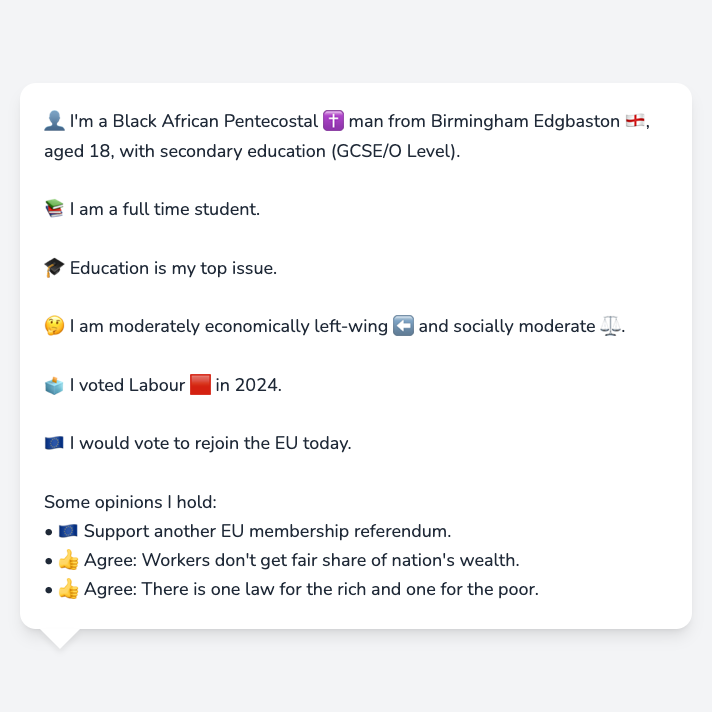 👤 I'm a Black African Pentecostal ✝️ man from Birmingham Edgbaston 🏴󠁧󠁢󠁥󠁮󠁧󠁿,
aged 18, with secondary education (GCSE/O Level).
📚 I am a full time student.
🎓 Education is my top issue.
🤔 I am moderately economically left-wing ⬅️ and socially moderate ⚖️.
🗳️ I voted Labour 🟥 in 2024.
🇪🇺 I would vote to rejoin the EU today.
Some opinions I hold:
• 🇪🇺 Support another EU membership referendum.
• 👍 Agree: Workers don't get fair share of nation's wealth.
• 👍 Agree: There is one law for the rich and one for the poor.